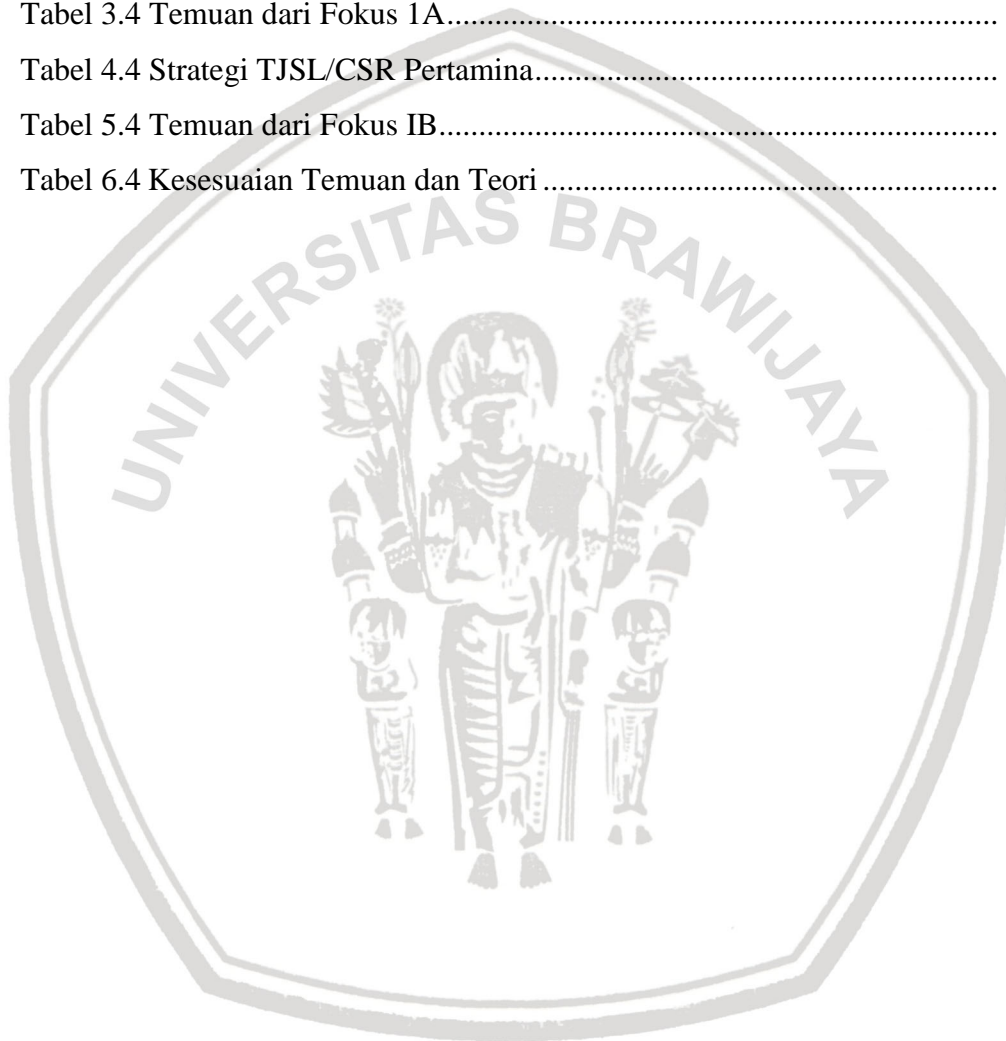 Tabel 3.4 Temuan dari Fokus 1A.....................................................................
Tabel 4.4 Strategi TJSL/CSR Pertamina..........................................................
Tabel 5.4 Temuan dari Fokus IB......................................................................
Tabel 6.4 Kesesuaian Temuan dan Teori.........................................................
UNIVERSITAS BRAWIJAYA